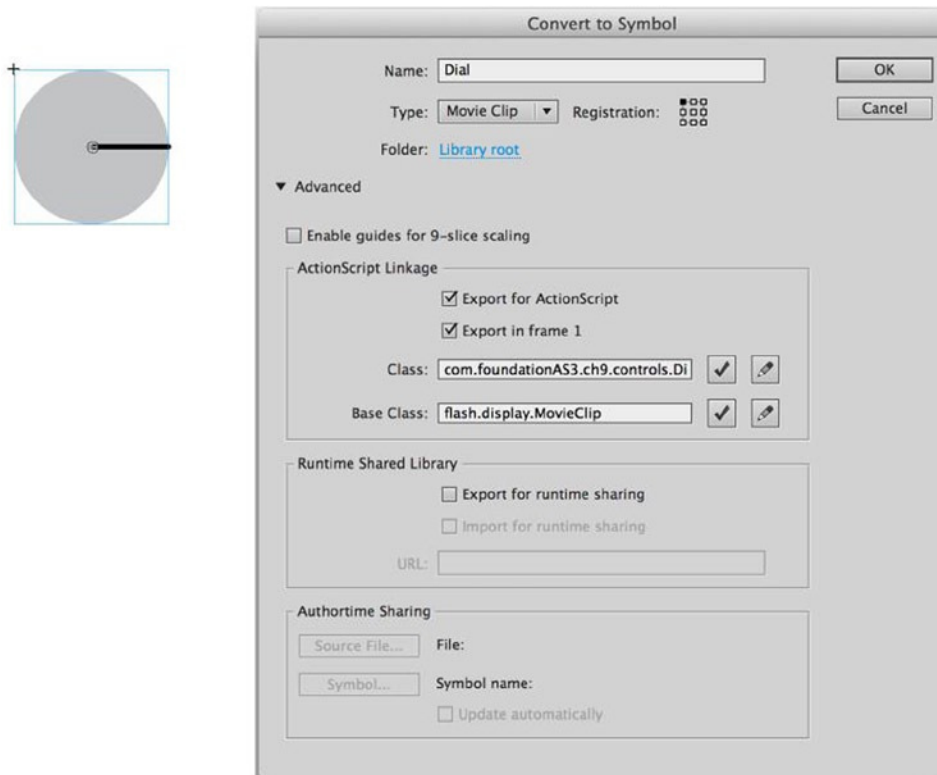 Convert to Symbol
Name: Dial
OK
Type: Movie Clip Registration:
Cancel
Folder: Library root
Advanced
Enable guides for 9-slice scaling
ActionScript Linkage
Export for ActionScript
Export in frame 1
Class: com.foundationAS3.ch9.controls.Di
Base Class: flash.display.MovieClip
Runtime Shared Library
Export for runtime sharing
Import for runtime sharing
URL:
Authortime Sharing
Source File... File:
Symbol... Symbol name:
Update automatically